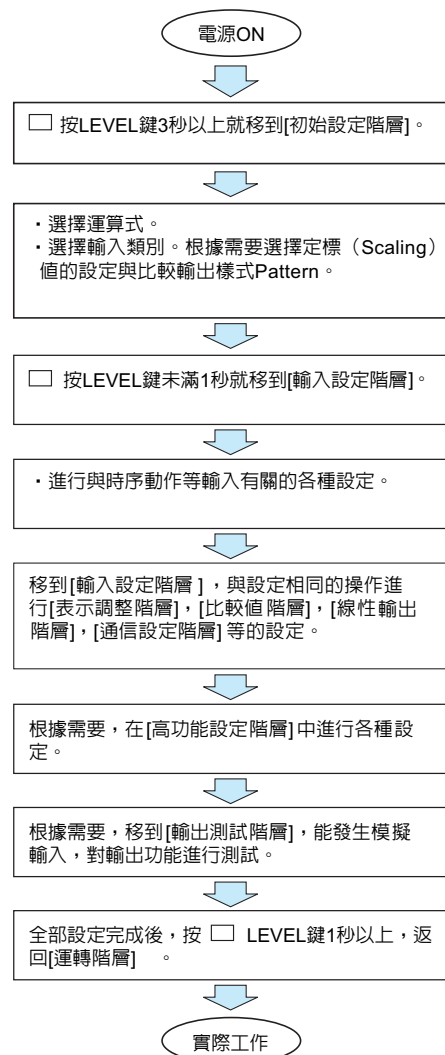 電源ON
□ 按LEVEL鍵3秒以上就移到[初始設定階層]。
・選擇運算式。
・選擇輸入類別。根據需要選擇定標（Scaling）
值的設定與比較輸出樣式Pattern。
□ 按LEVEL鍵未滿1秒就移到[輸入設定階層]。
・進行與時序動作等輸入有關的各種設定。
移到[輸入設定階層]，與設定相同的操作進
行[表示調整階層]，[比較值階層]，[線性輸出
階層]，[通信設定階層]等的設定。
根據需要，在[高功能設定階層]中進行各種設
定。
根據需要，移到[輸出測試階層]，能發生模擬
輸入，對輸出功能進行測試。
全部設定完成後，按 □ LEVEL鍵1秒以上，返
回[運轉階層]　。
實際工作